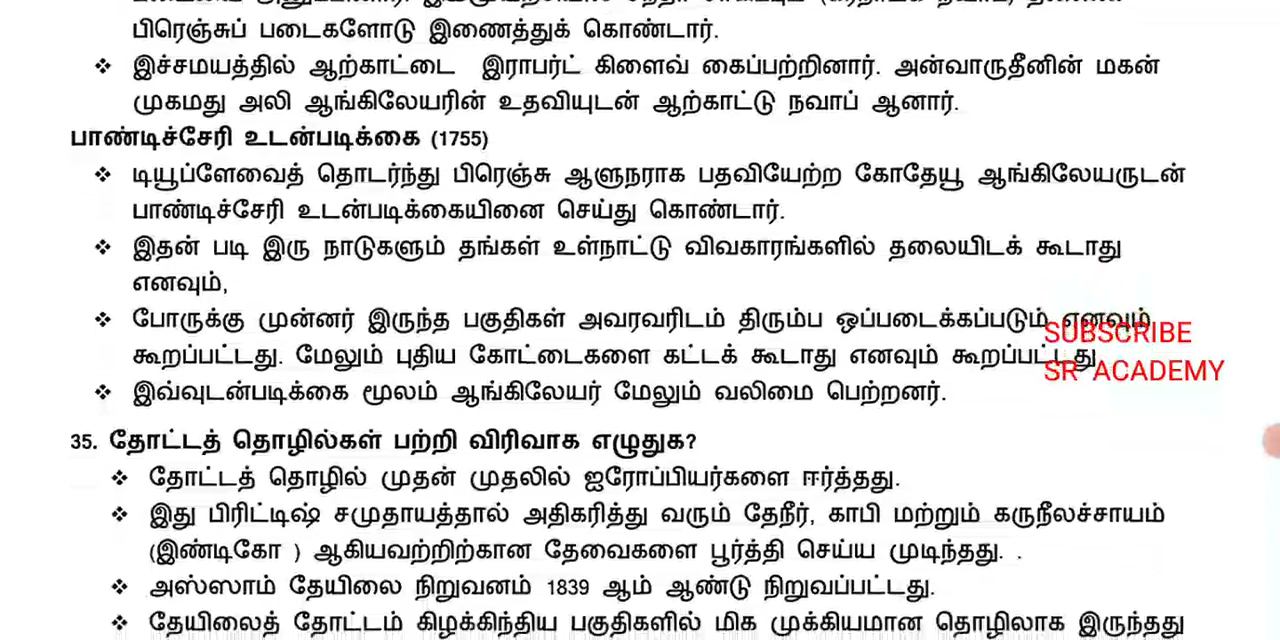 பிரெஞ்சுப் படைகளோடு இணைத்துக் கொண்டார்.
❖ இச்சமயத்தில் ஆற்காட்டை இராபர்ட் கிளைவ் கைப்பற்றினார். அன்வாருதீனின் மகன்
முகமது அலி ஆங்கிலேயரின் உதவியுடன் ஆற்காட்டு நவாப் ஆனார்.
பாண்டிச்சேரி உடன்படிக்கை (1755)
❖ டியூப்ளேவைத் தொடர்ந்து பிரெஞ்சு ஆளுநராக பதவியேற்ற கோதேயூ ஆங்கிலேயருடன்
பாண்டிச்சேரி உடன்படிக்கையினை செய்து கொண்டார்.
❖ இதன் படி இரு நாடுகளும் தங்கள் உள்நாட்டு விவகாரங்களில் தலையிடக் கூடாது
எனவும்,
❖ போருக்கு முன்னர் இருந்த பகுதிகள் அவரவரிடம் திரும்ப ஒப்படைக்கப்படும் எனவும்
கூறப்பட்டது. மேலும் புதிய கோட்டைகளை கட்டக் கூடாது எனவும் கூறப்பட்டது
SUBSCRIBE
SR ACADEMY
❖ இவ்வுடன்படிக்கை மூலம் ஆங்கிலேயர் மேலும் வலிமை பெற்றனர்.
35. தோட்டத் தொழில்கள் பற்றி விரிவாக எழுதுக?
❖ தோட்டத் தொழில் முதன் முதலில் ஐரோப்பியர்களை ஈர்த்தது.
❖ இது பிரிட்டிஷ் சமுதாயத்தால் அதிகரித்து வரும் தேநீர், காபி மற்றும் கருநீலச்சாயம்
(இண்டிகோ ) ஆகியவற்றிற்கான தேவைகளை பூர்த்தி செய்ய முடிந்தது. .
❖ அஸ்ஸாம் தேயிலை நிறுவனம் 1839 ஆம் ஆண்டு நிறுவப்பட்டது.
❖ தேயிலைத் தோட்டம் கிழக்கிந்திய பகுதிகளில் மிக முக்கியமான தொழிலாக இருந்தது